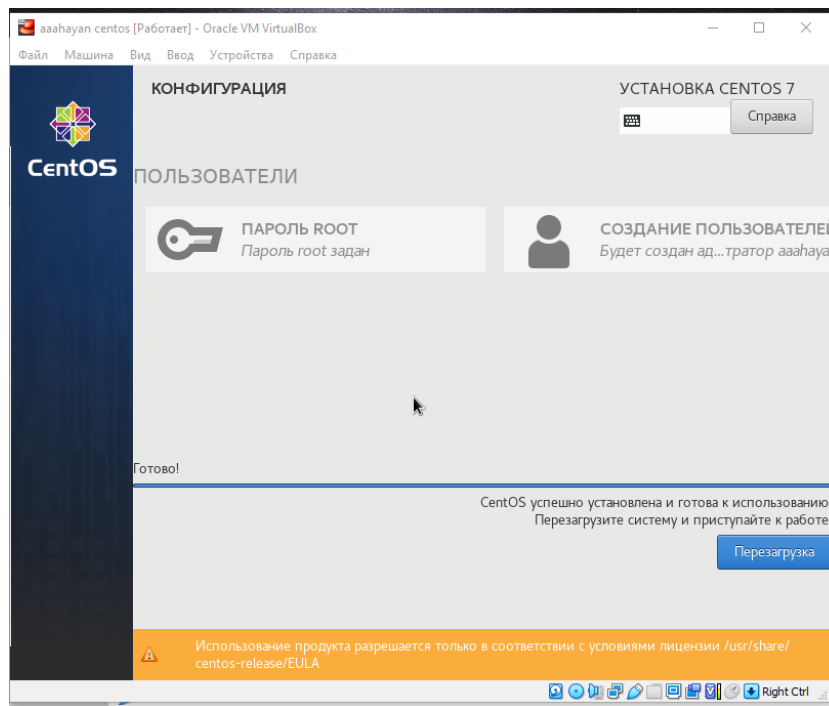 aaahayan centos [Работает] - Oracle VM VirtualBox
Файл Машина Вид Ввод Устройства Справка
КОНФИГУРАЦИЯ
УСТАНОВКА CENTOS 7
Справка
CentOS
ПОЛЬЗОВАТЕЛИ
ПАРОЛЬ ROOT
Пароль root задан
СОЗДАНИЕ ПОЛЬЗОВАТЕЛЕЙ
Будет создан ад...тратор aaahaya
Готово!
CentOS успешно установлена и готова к использованию
Перезагрузите систему и приступайте к работе
Перезагрузка
Использование продукта разрешается только в соответствии с условиями лицензии /usr/share/
centos-release/EULA
Right Ctrl